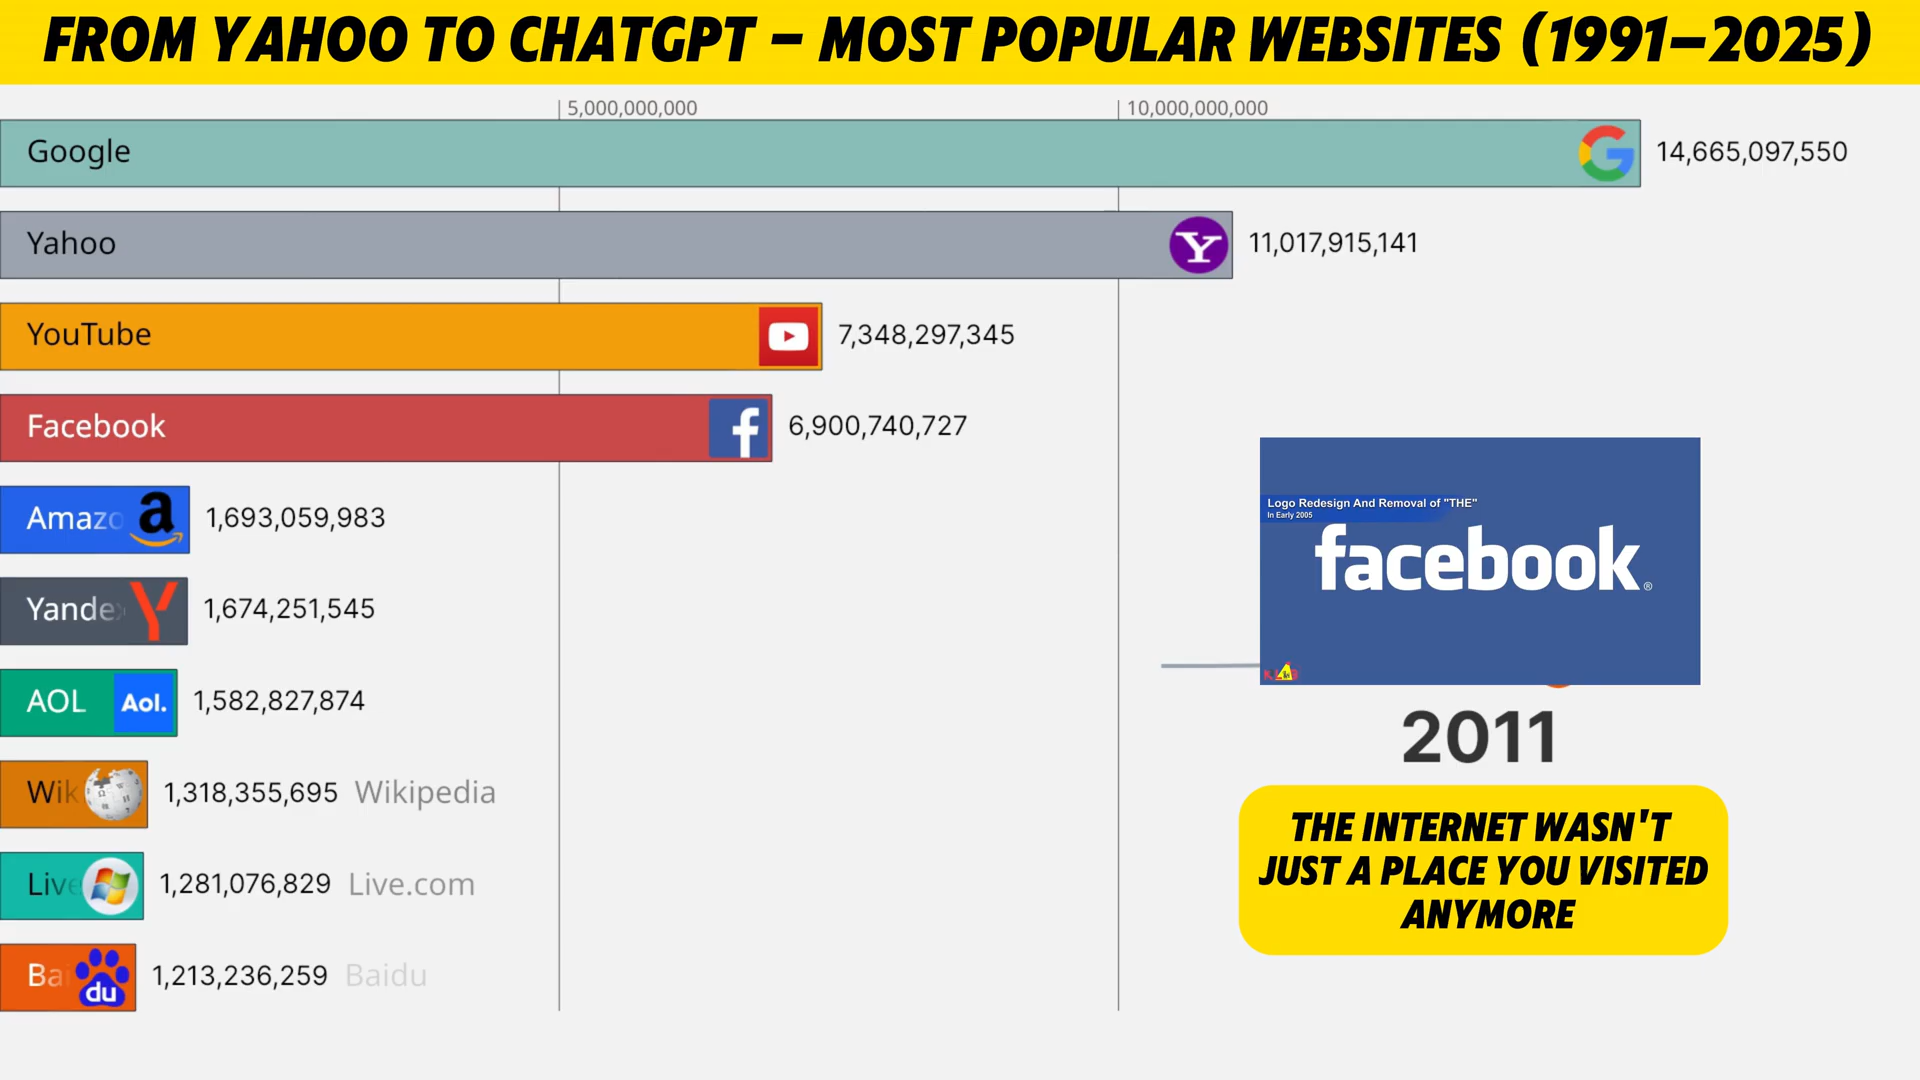 FROM YAHOO TO CHATGPT – MOST POPULAR WEBSITES (1991–2025)
5,000,000,000
10,000,000,000
Google
14,665,097,550
Yahoo
11,017,915,141
YouTube
7,348,297,345
Facebook
6,900,740,727
Amazo
1,693,059,983
Yandex
1,674,251,545
AOL
Aol.
1,582,827,874
Wik
1,318,355,695 Wikipedia
Live
1,281,076,829 Live.com
Bai
du
1,213,236,259 Baidu
Logo Redesign And Removal of "THE"
In Early 2005
facebook®
2011
THE INTERNET WASN'T
JUST A PLACE YOU VISITED
ANYMORE